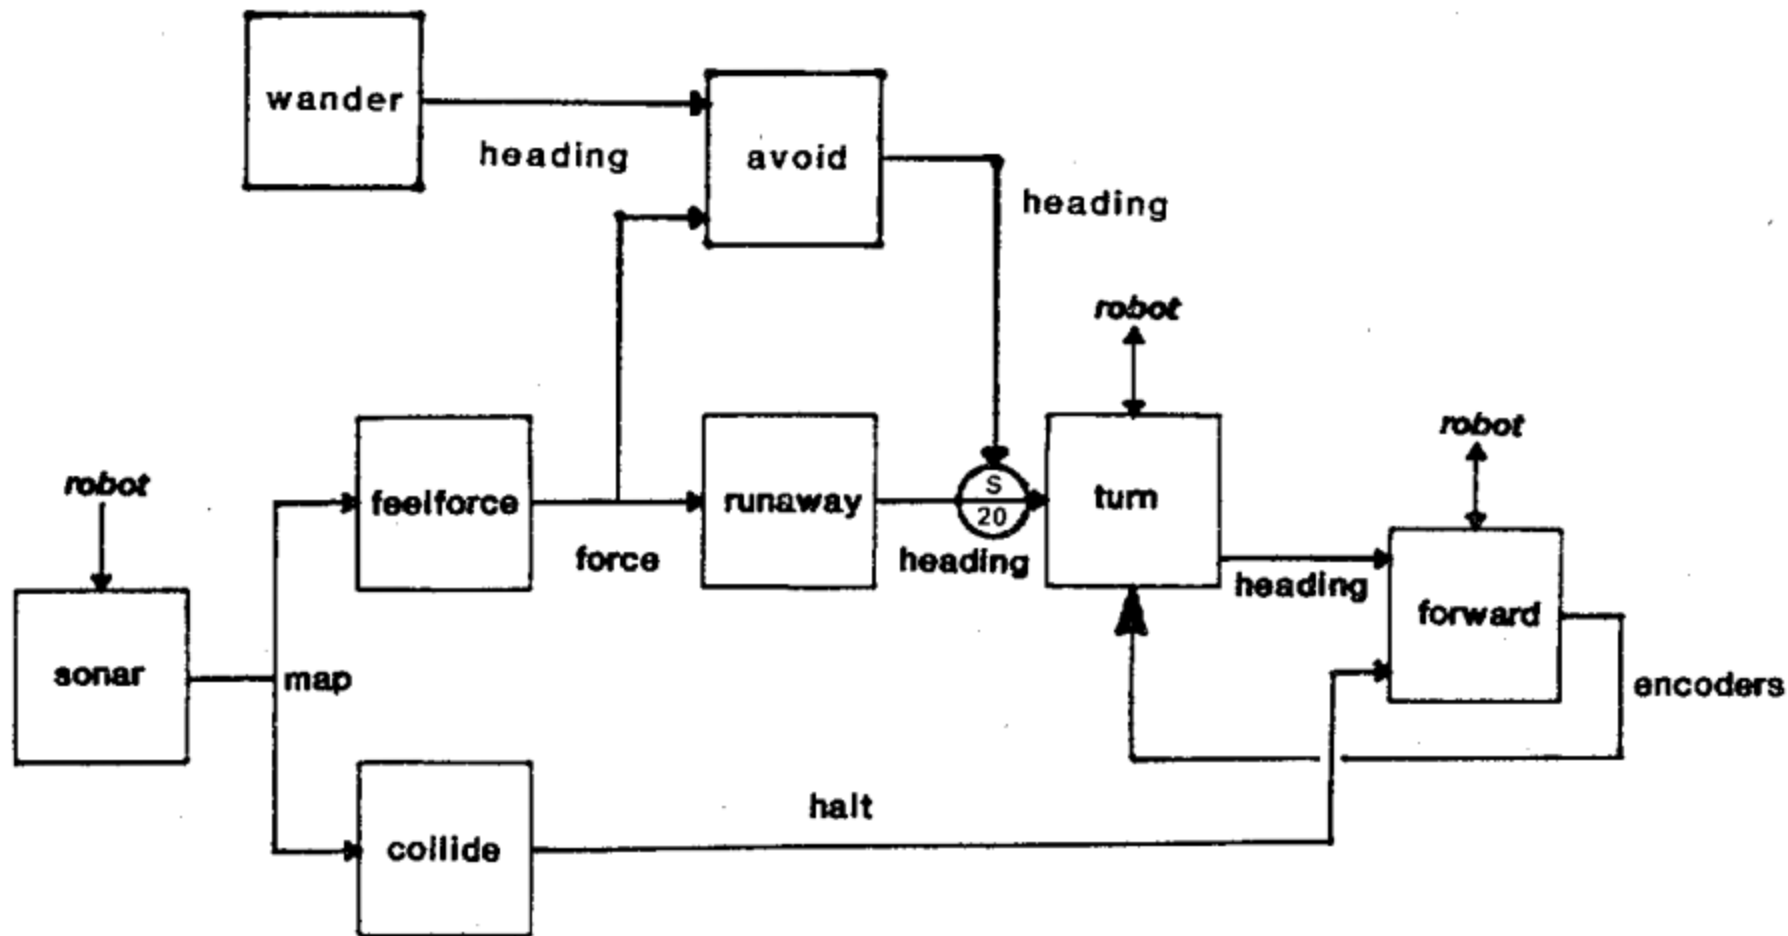 wander
avoid
heading
heading
robot
robot
robot
feelforce
runaway
S
20
turn
force
heading
heading
forward
sonar
map
encoders
halt
collide